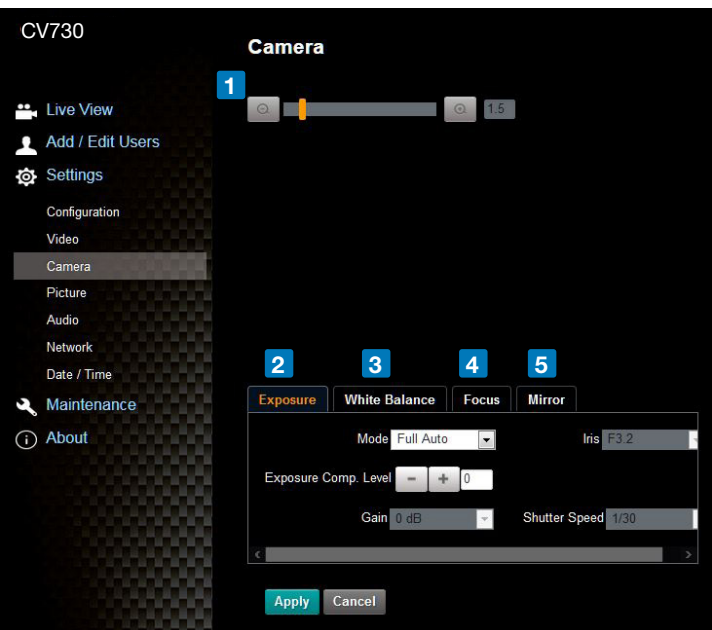 CV730
Camera
1
1.5
Live View
Add / Edit Users
Settings
Configuration
Video
Camera
Picture
Audio
Network
Date / Time
Maintenance
About
2 3 4 5
Exposure White Balance Focus Mirror
Mode Full Auto Iris F3.2
Exposure Comp. Level - + 0
Gain 0 dB Shutter Speed 1/30
Apply Cancel